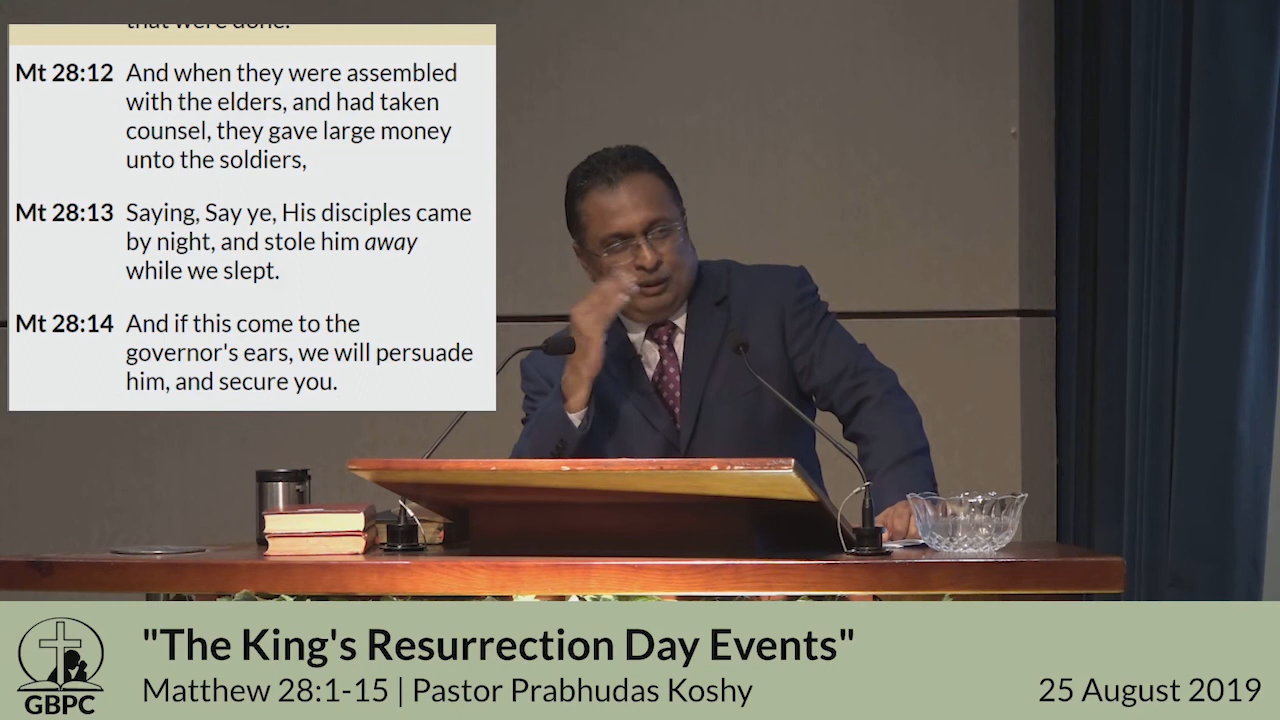 that were done.
Mt 28:12 And when they were assembled
with the elders, and had taken
counsel, they gave large money
unto the soldiers,
Mt 28:13 Saying, Say ye, His disciples came
by night, and stole him away
while we slept.
Mt 28:14 And if this come to the
governor's ears, we will persuade
him, and secure you.
"The King's Resurrection Day Events"
Matthew 28:1-15 | Pastor Prabhudas Koshy
25 August 2019
GBPC